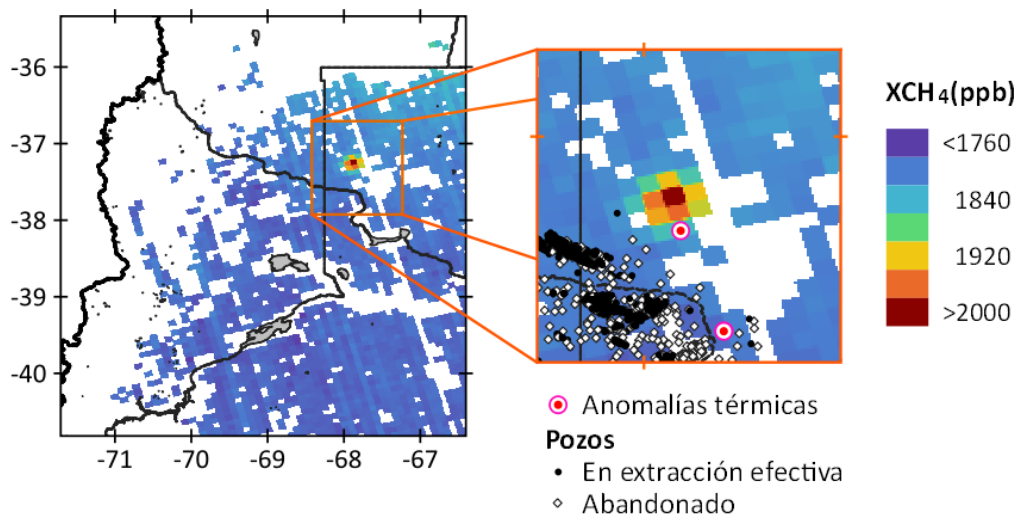 -36
-37
-38
-39
-40
-71
-70
-69
-68
-67
XCH₄(ppb)
<1760
1840
1920
>2000
Anomalías térmicas
Pozos
En extracción efectiva
Abandonado